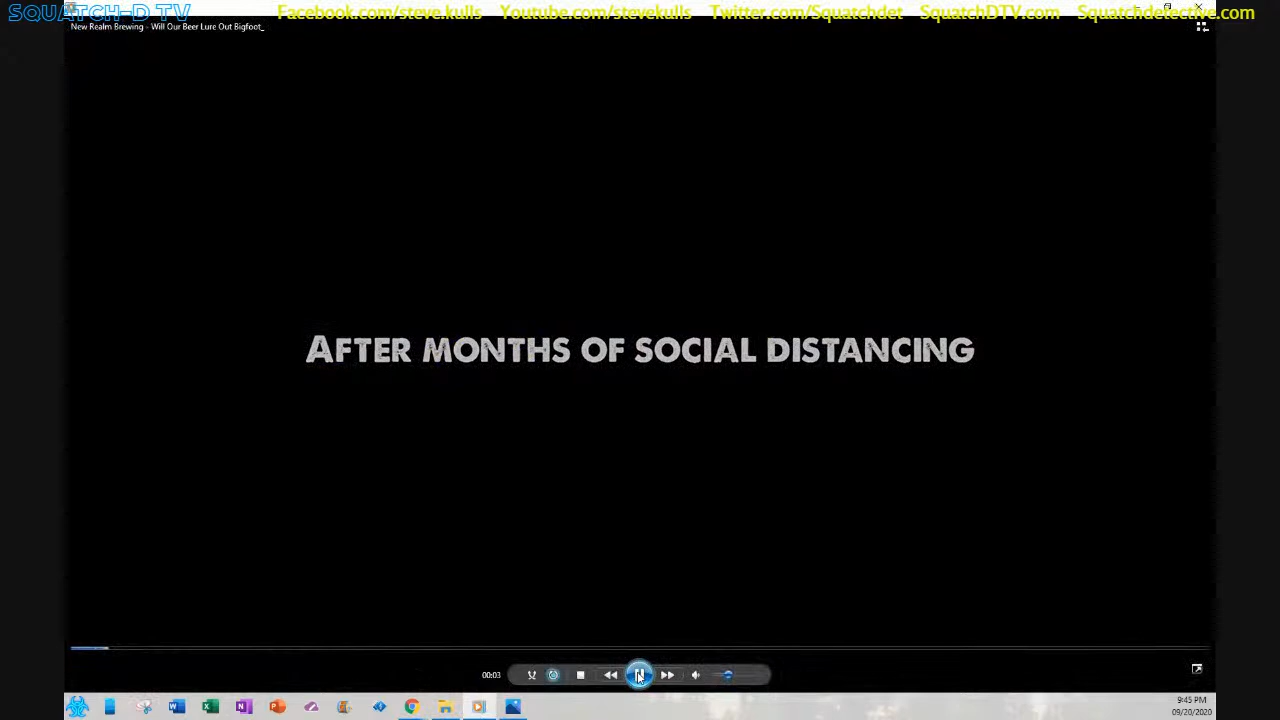 SQUATCH-D TV Facebook.com/steve.kulls Youtube.com/stevekulls Twitter.com/Squatchdet SquatchDTV.com Squatchdetective.com
New Realm Brewing - Will Our Beer Lure Out Bigfoot_
AFTER MONTHS OF SOCIAL DISTANCING
00:03
9:45 PM
09/20/2020